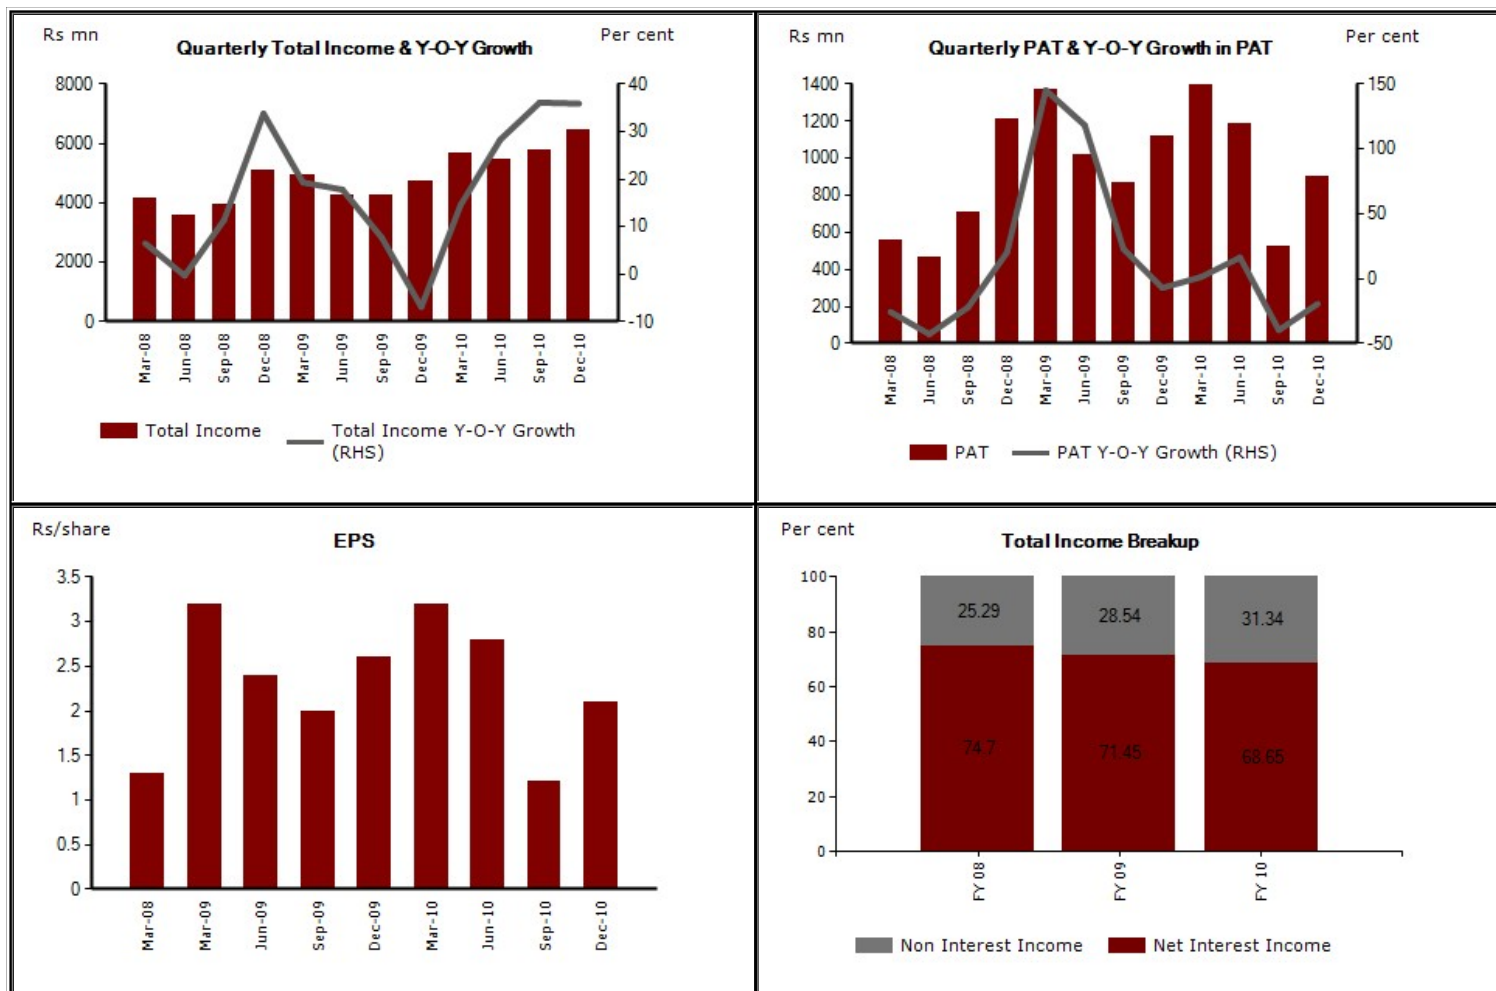 Rs mn
Quarterly Total Income & Y-O-Y Growth
Per cent
8000
6000
4000
2000
0
40
30
20
10
0
-10
Mar-08
Jun-08
Sep-08
Dec-08
Mar-09
Jun-09
Sep-09
Dec-09
Mar-10
Jun-10
Sep-10
Dec-10
Total Income
Total Income Y-O-Y Growth
(RHS)
Rs mn
Quarterly PAT & Y-O-Y Growth in PAT
Per cent
1400
1200
1000
800
600
400
200
0
150
100
50
0
-50
Mar-08
Jun-08
Sep-08
Dec-08
Mar-09
Jun-09
Sep-09
Dec-09
Mar-10
Jun-10
Sep-10
Dec-10
PAT
PAT Y-O-Y Growth (RHS)
Rs/share
EPS
3.5
3
2.5
2
1.5
1
0.5
0
Mar-08
Mar-09
Jun-09
Sep-09
Dec-09
Mar-10
Jun-10
Sep-10
Dec-10
Per cent
Total Income Breakup
100
80
60
40
20
0
25.29
28.54
31.34
74.7
71.45
68.65
FY 08
FY 09
FY 10
Non Interest Income
Net Interest Income